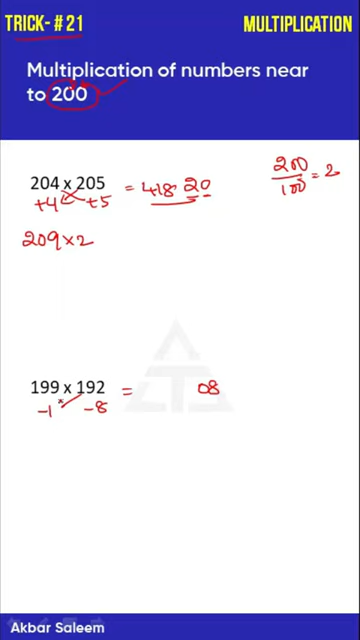 TRICK- #21 MULTIPLICATION
Multiplication of numbers near
to 200
204 x 205 = 418 20
+4 +5
200/100 = 2
209 x 2
199 x 192 = 08
-1 -8
Akbar Saleem